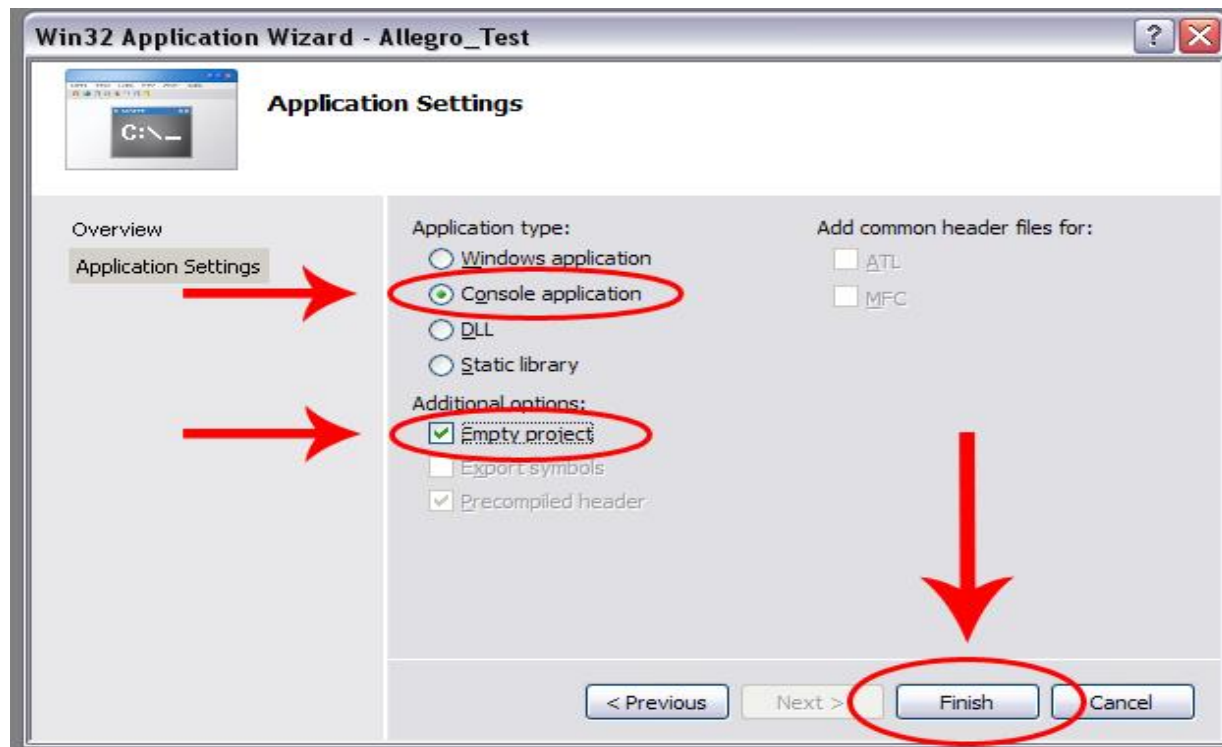 Win32 Application Wizard - Allegro_Test
?
C:\_
Application Settings
Overview
Application Settings
Application type:
Windows application
Console application
DLL
Static library
Additional options:
Empty project
Export symbols
Precompiled header
Add common header files for:
ATL
MFC
< Previous
Next >
Finish
Cancel